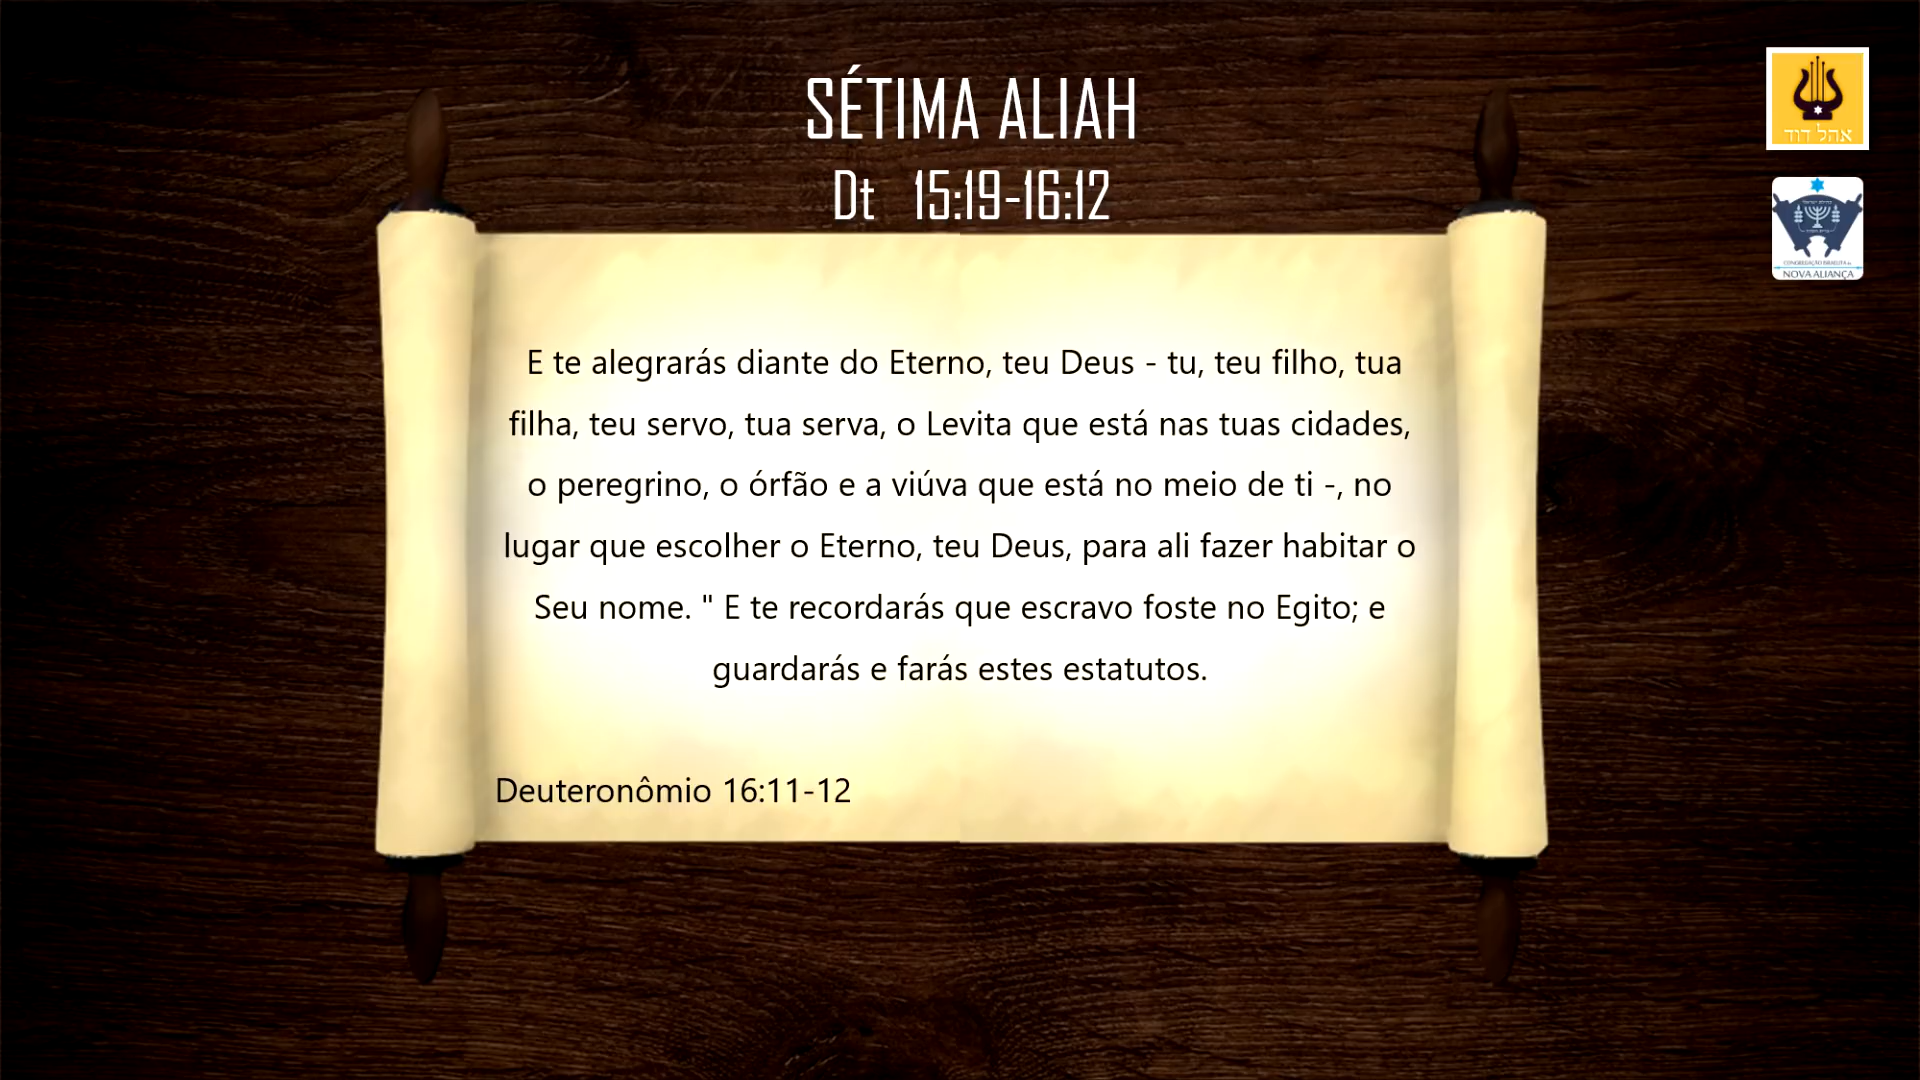 SÉTIMA ALIAH
Dt 15:19-16:12
אהל דוד
CONGREGAÇÃO ISRAELITA
NOVA ALIANÇA
E te alegrarás diante do Eterno, teu Deus - tu, teu filho, tua
filha, teu servo, tua serva, o Levita que está nas tuas cidades,
o peregrino, o órfão e a viúva que está no meio de ti -, no
lugar que escolher o Eterno, teu Deus, para ali fazer habitar o
Seu nome. " E te recordarás que escravo foste no Egito; e
guardarás e farás estes estatutos.
Deuteronômio 16:11-12